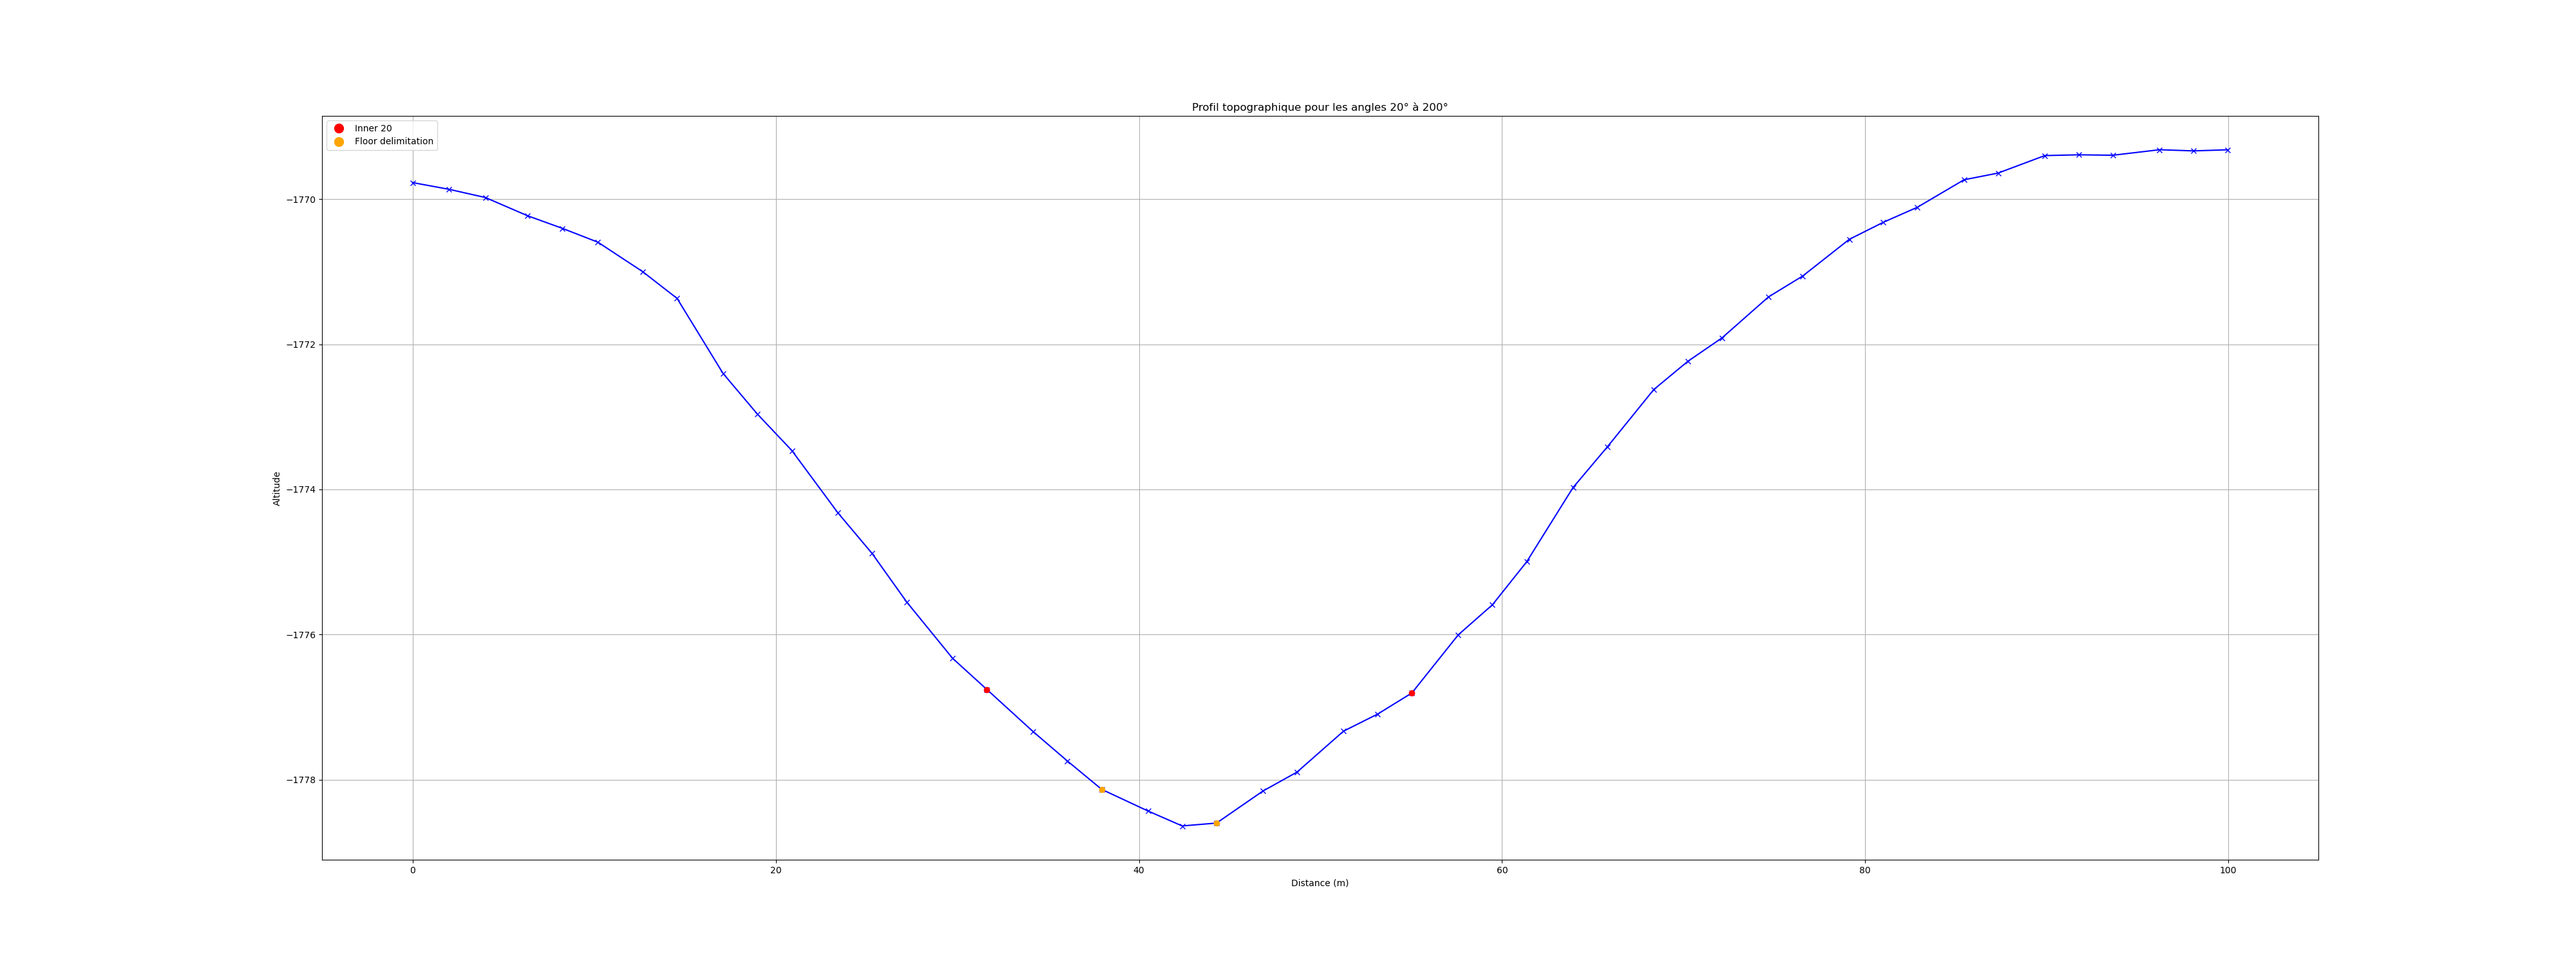 Profil topographique pour les angles 20° à 200°
Inner 20
Floor delimitation
−1770
−1772
−1774
−1776
−1778
Altitude
0 20 40 60 80 100
Distance (m)